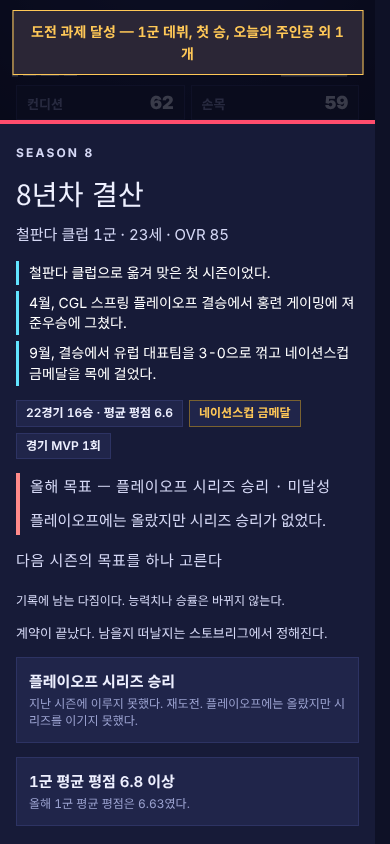 도전 과제 달성 — 1군 데뷔, 첫 승, 오늘의 주인공 외 1
개
컨디션 62 손목 59
SEASON 8
8년차 결산
철판다 클럽 1군 · 23세 · OVR 85
철판다 클럽으로 옮겨 맞은 첫 시즌이었다.
4월, CGL 스프링 플레이오프 결승에서 홍련 게이밍에 져
준우승에 그쳤다.
9월, 결승에서 유럽 대표팀을 3-0으로 꺾고 네이션스컵
금메달을 목에 걸었다.
22경기 16승 · 평균 평점 6.6 네이션스컵 금메달
경기 MVP 1회
올해 목표 — 플레이오프 시리즈 승리 · 미달성
플레이오프에는 올랐지만 시리즈 승리가 없었다.
다음 시즌의 목표를 하나 고른다
기록에 남는 다짐이다. 능력치나 승률은 바뀌지 않는다.
계약이 끝났다. 남을지 떠날지는 스토브리그에서 정해진다.
플레이오프 시리즈 승리
지난 시즌에 이루지 못했다. 재도전. 플레이오프에는 올랐지만 시
리즈를 이기지 못했다.
1군 평균 평점 6.8 이상
올해 1군 평균 평점은 6.63였다.